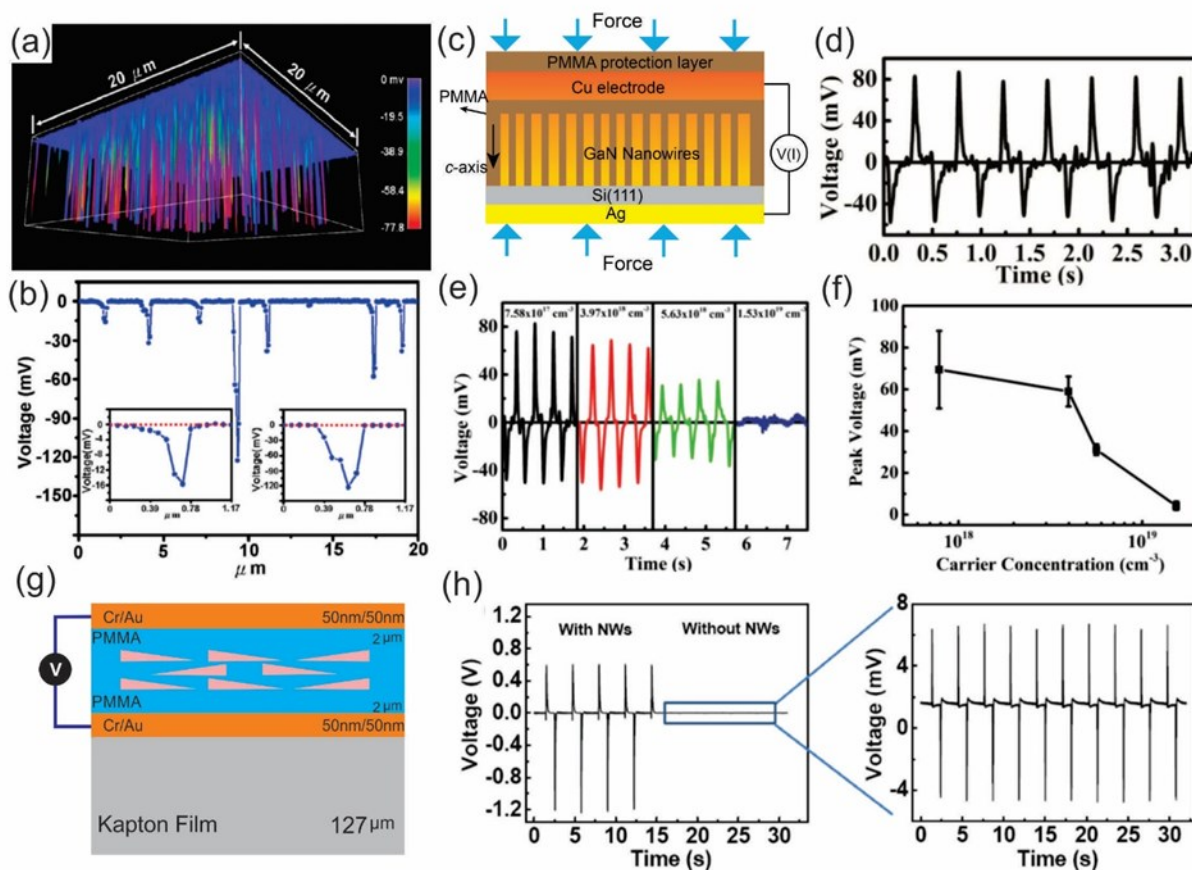 (a)
20 μm
20 μm
0 mv
-19.5
-38.9
-58.4
-77.8
(b)
Voltage (mV)
0
-30
-60
-90
-120
-150
0
5
10
15
20
μm
Voltage(mV)
0
-4
-8
-12
-16
0
0.39
0.78
1.17
μm
Voltage(mV)
0
-30
-60
-90
-120
0
0.39
0.78
1.17
μm
(c)
Force
PMMA protection layer
Cu electrode
PMMA
c-axis
GaN Nanowires
Si(111)
Ag
V(I)
Force
(d)
Voltage (mV)
80
40
0
-40
0.0
0.5
1.0
1.5
2.0
2.5
3.0
Time (s)
(e)
Voltage (mV)
80
40
0
-40
-80
7.58x10¹⁷ cm⁻³
3.97x10¹⁸ cm⁻³
5.63x10¹⁸ cm⁻³
1.53x10¹⁹ cm⁻³
0
1
2
3
4
5
6
7
Time (s)
(f)
Peak Voltage (mV)
100
80
60
40
20
0
10¹⁸
10¹⁹
Carrier Concentration (cm⁻³)
(g)
V
Cr/Au 50nm/50nm
PMMA 2 μm
PMMA 2 μm
Cr/Au 50nm/50nm
Kapton Film 127 μm
(h)
Voltage (V)
1.2
0.8
0.4
0.0
-0.4
-0.8
-1.2
With NWs Without NWs
0 5 10 15 20 25 30
Time (s)
Voltage (mV)
8
4
0
-4
0 5 10 15 20 25 30
Time (s)